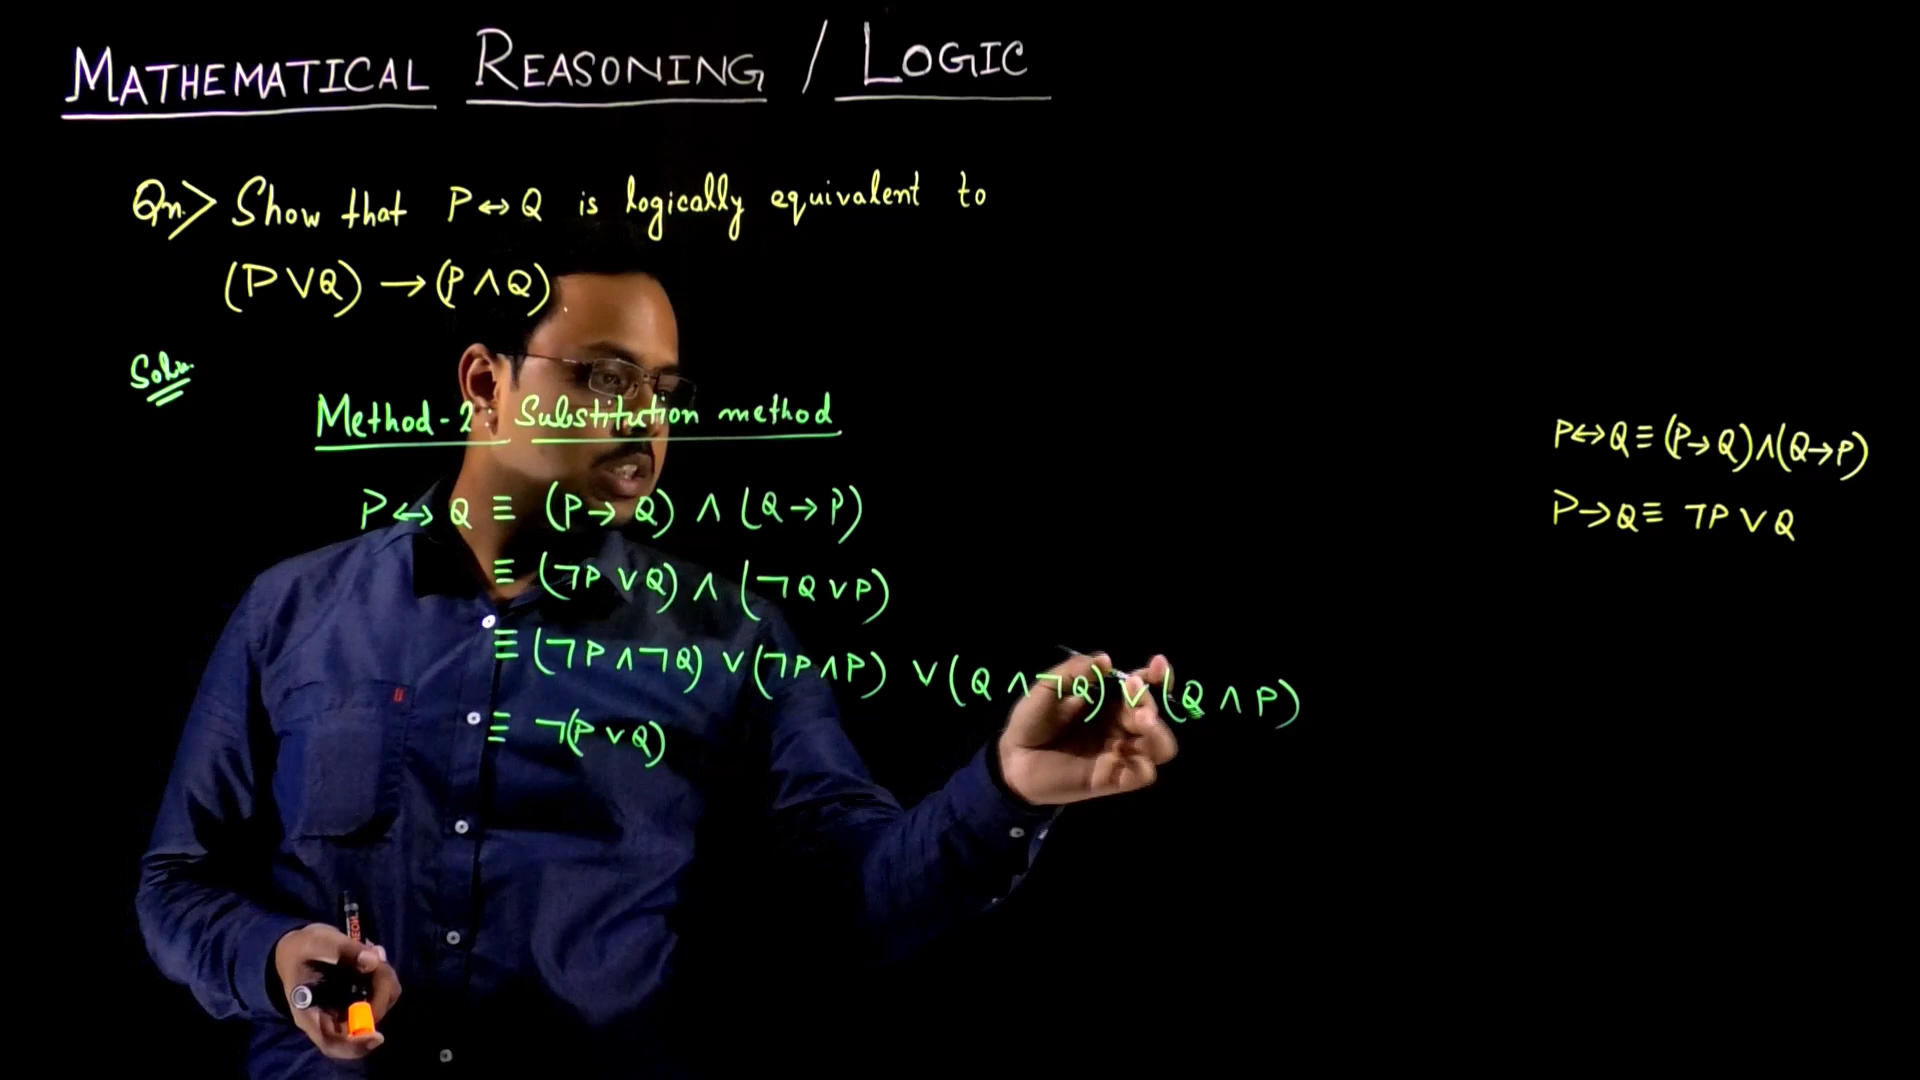 MATHEMATICAL REASONING / LOGIC
Qn.> Show that P↔Q is logically equivalent to
(P∨Q) → (P∧Q).
Soln.
Method-2: Substitution method
P↔Q ≡ (P→Q) ∧ (Q→P)
≡ (¬P∨Q) ∧ (¬Q∨P)
≡ (¬P∧¬Q) ∨ (¬P∧P) ∨ (Q∧¬Q) ∨ (Q∧P)
≡ ¬(P∨Q)
P↔Q ≡ (P→Q)∧(Q→P)
P→Q ≡ ¬P∨Q